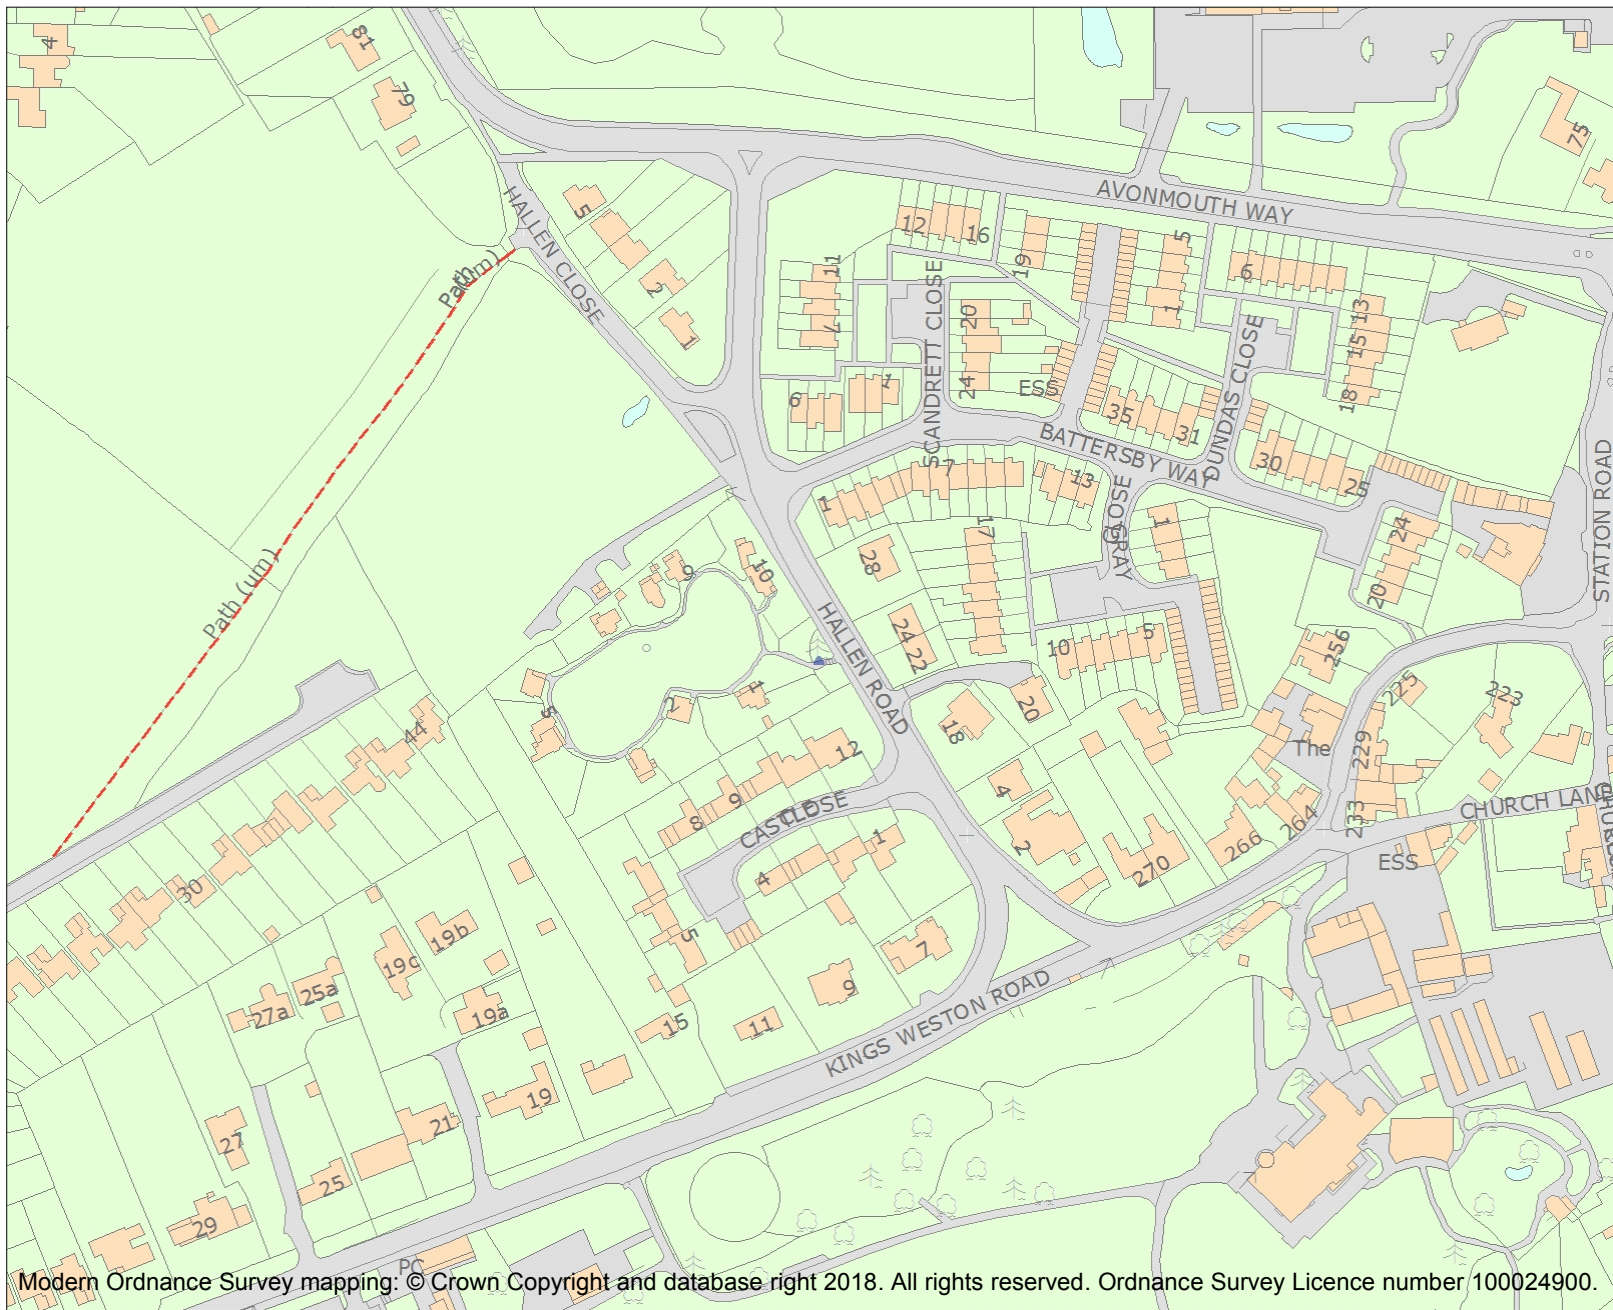 4
81
79
75
AVONMOUTH WAY
HALLEN CLOSE
5
2
1
12
16
19
5
1
6
11
7
SCANDRETT CLOSE
20
24
ESS
DUNDAS CLOSE
13
15
18
Path
Path (um)
6
1
35
31
BATTERSBY WAY
30
25
STATION ROAD
7
1
13
17
GRAY
CLOSE
1
24
20
28
24 22
HALLEN ROAD
9
10
Path (um)
10
5
256
225
223
5
2
1
18
20
The
229
233
44
12
9
8
CASTLE
CLOSE
4
2
270
266
264
CHURCH LANE
ESS
1
4
5
30
19b
19c
25a
27a
19a
7
9
11
15
KINGS WESTON ROAD
19
21
27
25
29
PC
Modern Ordnance Survey mapping: © Crown Copyright and database right 2018. All rights reserved. Ordnance Survey Licence number 100024900.